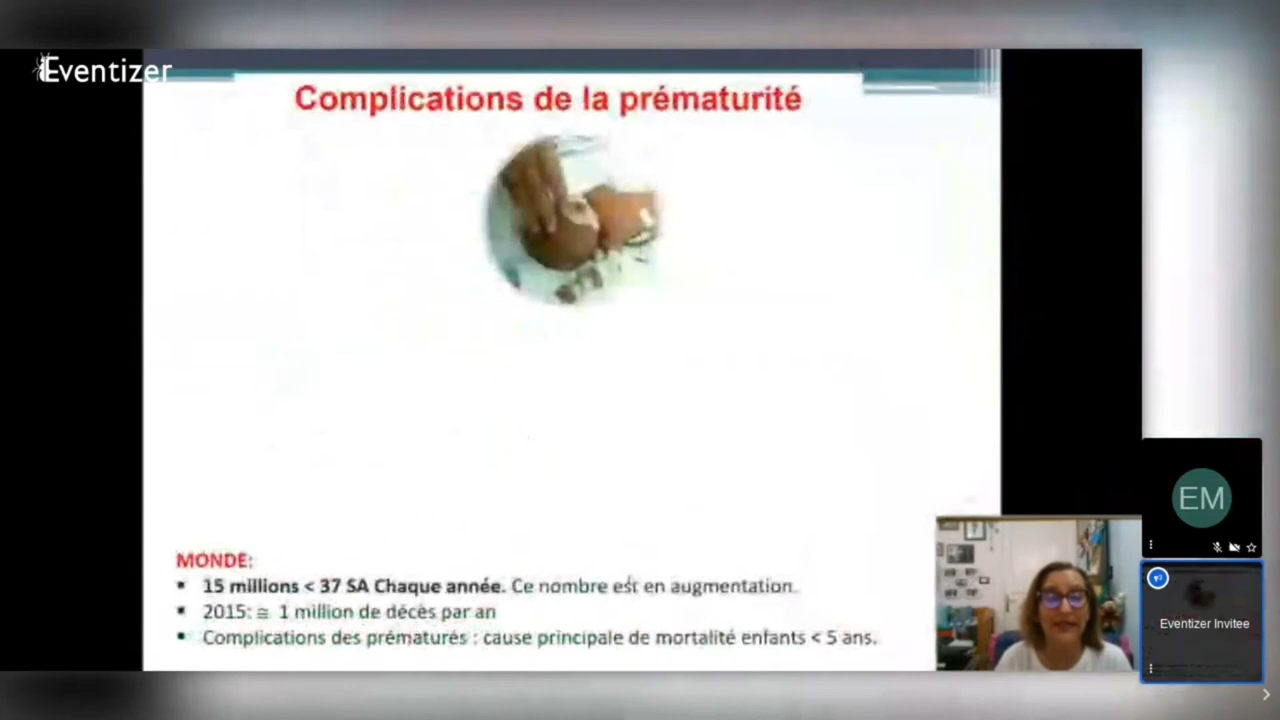 Eventizer
Complications de la prématurité
MONDE:
▪ 15 millions < 37 SA Chaque année. Ce nombre est en augmentation.
▪ 2015: ≅ 1 million de décès par an
▪ Complications des prématurés : cause principale de mortalité enfants < 5 ans.
EM
Eventizer Invitee